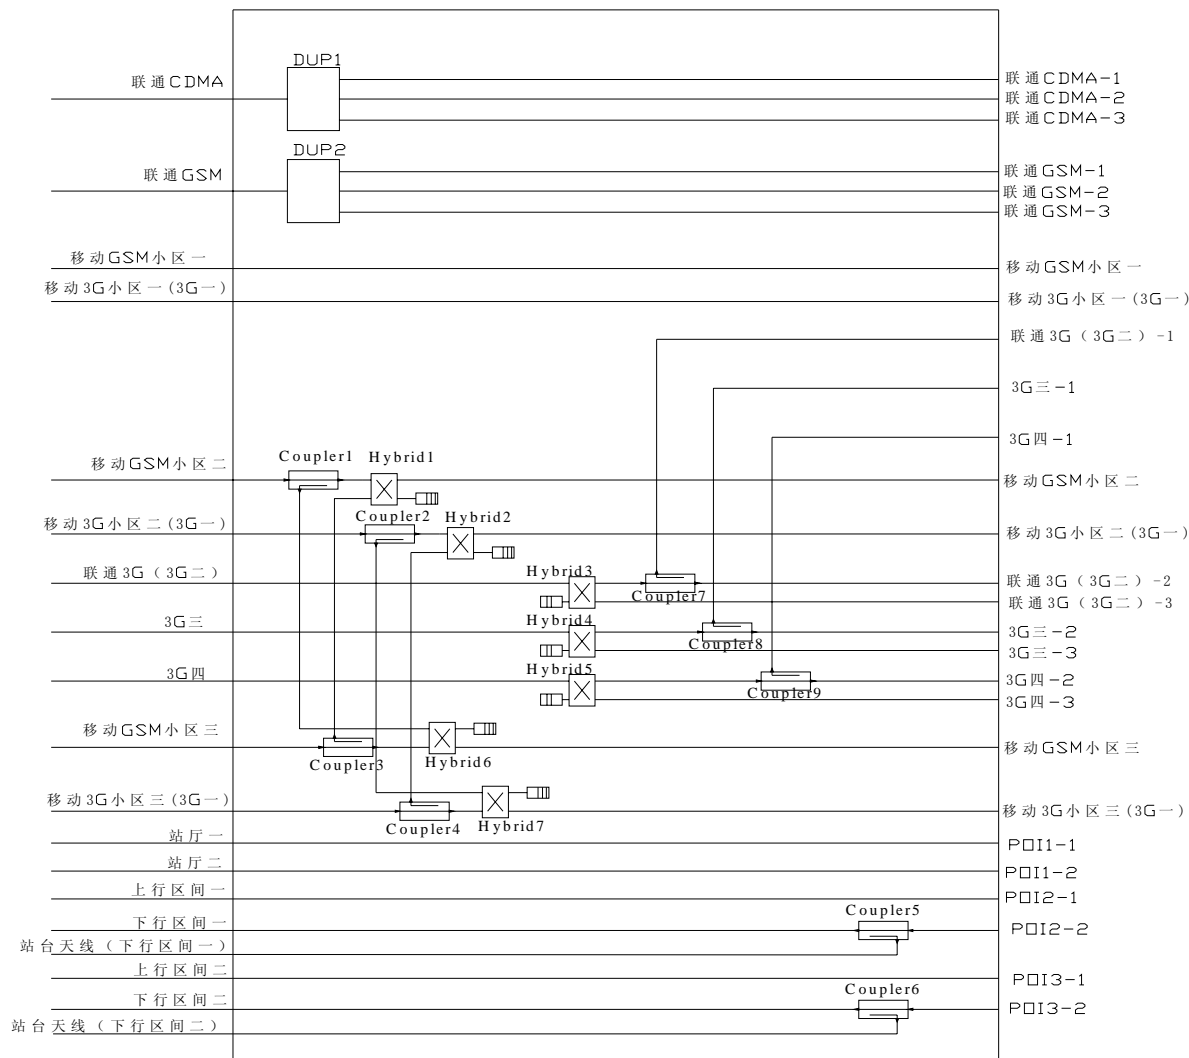 DUP1
联通CDMA
联通CDMA-1
联通CDMA-2
联通CDMA-3
DUP2
联通GSM
联通GSM-1
联通GSM-2
联通GSM-3
移动GSM小区一
移动GSM小区一
移动3G小区一(3G一)
移动3G小区一(3G一)
联通3G（3G二）-1
3G三-1
3G四-1
移动GSM小区二
Coupler1
Hybrid1
移动GSM小区二
移动3G小区二(3G一)
Coupler2
Hybrid2
移动3G小区二(3G一)
联通3G（3G二）
Hybrid3
Coupler7
联通3G（3G二）-2
联通3G（3G二）-3
3G三
Hybrid4
Coupler8
3G三-2
3G三-3
3G四
Hybrid5
Coupler9
3G四-2
3G四-3
移动GSM小区三
Coupler3
Hybrid6
移动GSM小区三
移动3G小区三(3G一)
Coupler4
Hybrid7
移动3G小区三(3G一)
站厅一
POI1-1
站厅二
POI1-2
上行区间一
POI2-1
下行区间一
Coupler5
POI2-2
站台天线（下行区间一）
上行区间二
POI3-1
下行区间二
Coupler6
POI3-2
站台天线（下行区间二）